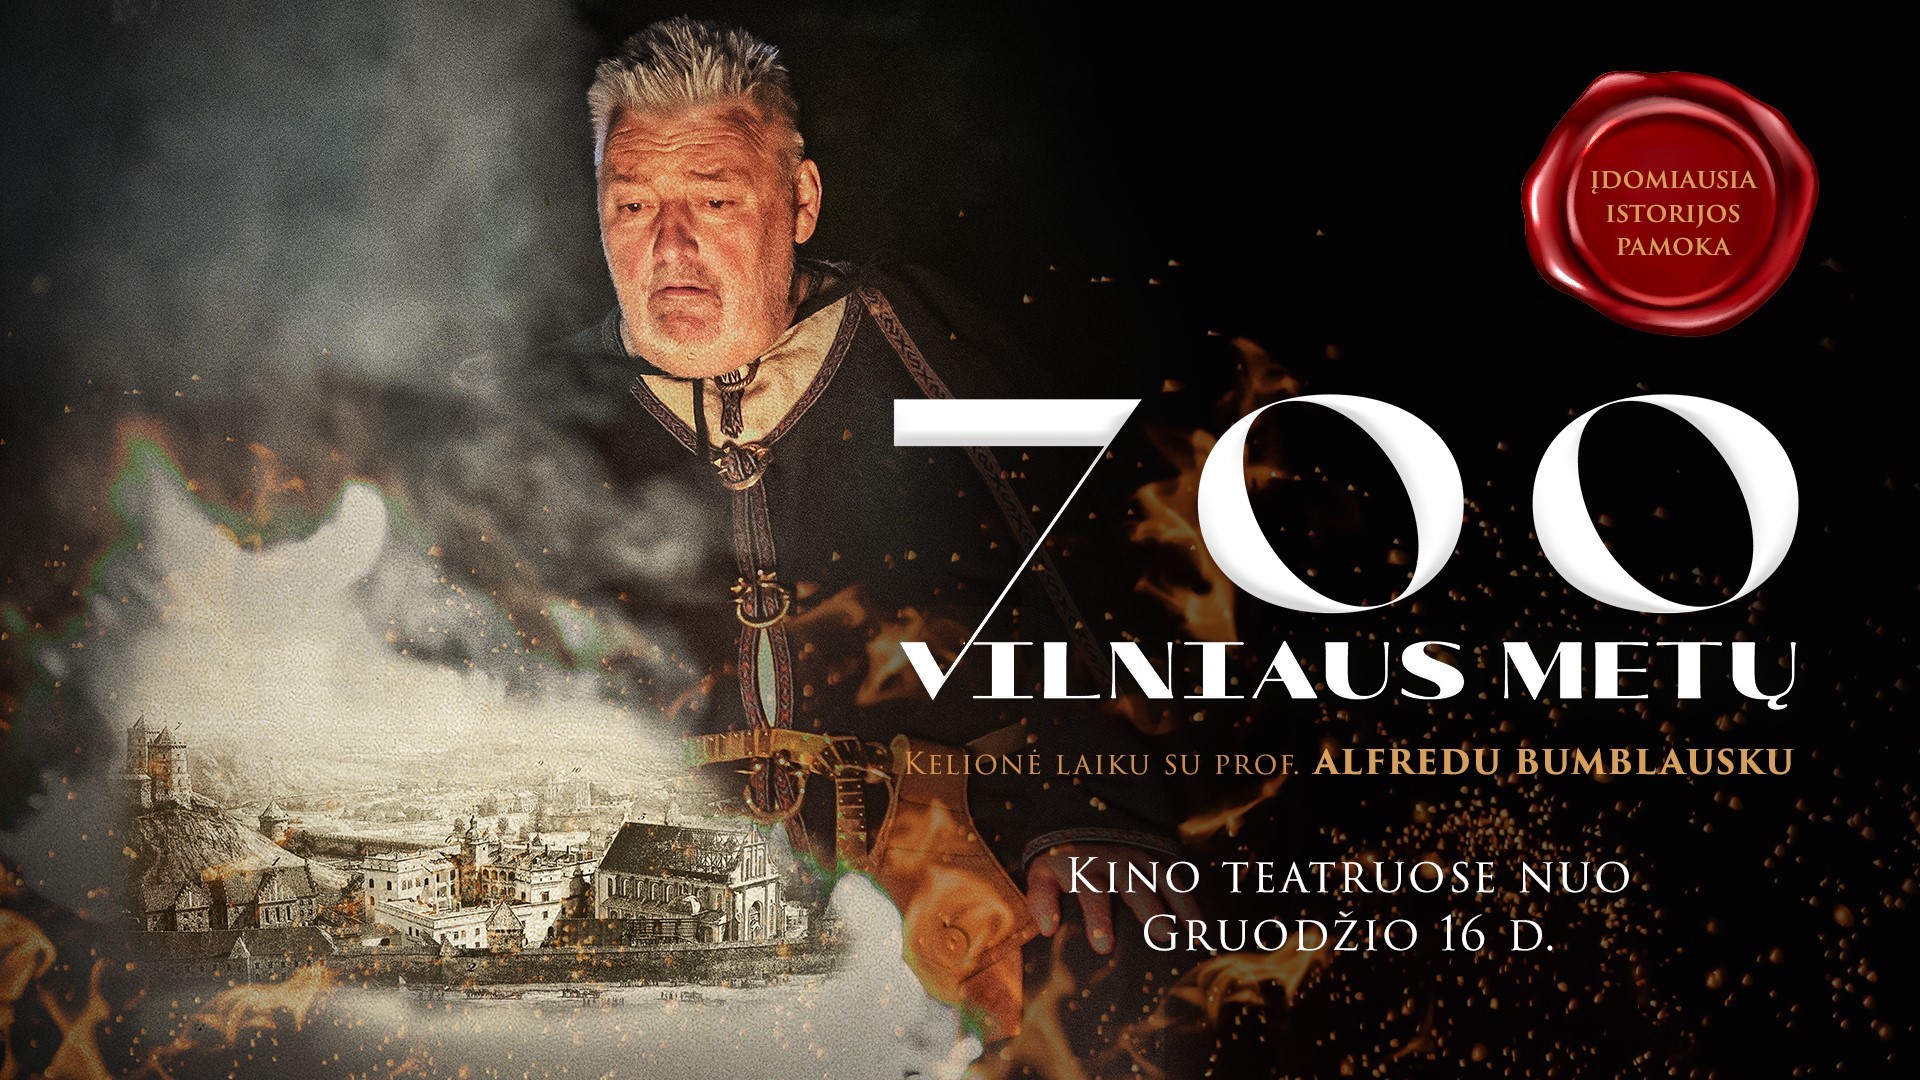 ĮDOMIAUSIA
ISTORIJOS
PAMOKA
700
VILNIAUS METŲ
KELIONĖ LAIKU SU PROF. ALFREDU BUMBLAUSKU
KINO TEATRUOSE NUO
GRUODŽIO 16 D.